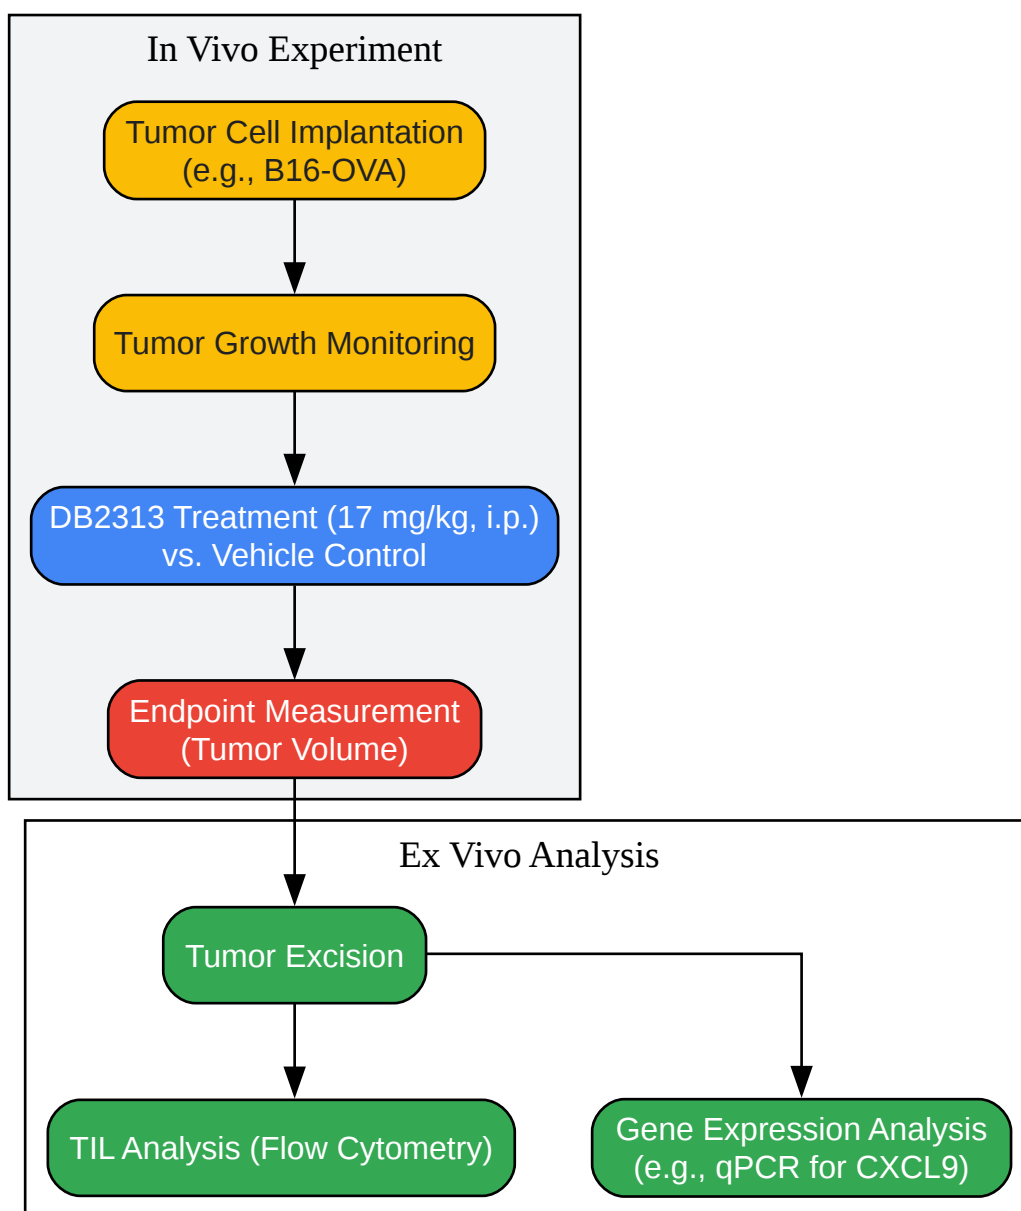 In Vivo Experiment
Tumor Cell Implantation
(e.g., B16-OVA)
Tumor Growth Monitoring
DB2313 Treatment (17 mg/kg, i.p.)
vs. Vehicle Control
Endpoint Measurement
(Tumor Volume)
Ex Vivo Analysis
Tumor Excision
TIL Analysis (Flow Cytometry)
Gene Expression Analysis
(e.g., qPCR for CXCL9)